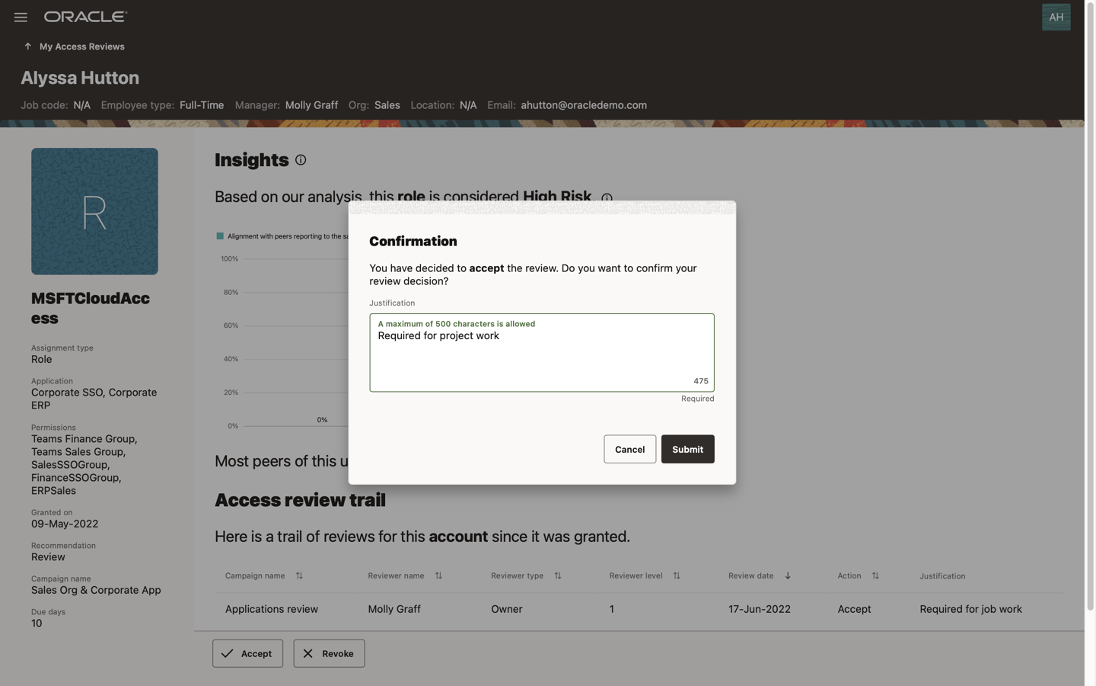 ORACLE
AH
My Access Reviews
Alyssa Hutton
Job code: N/A Employee type: Full-Time Manager: Molly Graff Org: Sales Location: N/A Email: ahutton@oracledemo.com
R
MSFTCloudAcc
ess
Assignment type
Role
Application
Corporate SSO, Corporate
ERP
Permissions
Teams Finance Group,
Teams Sales Group,
SalesSSOGroup,
FinanceSSOGroup,
ERPSales
Granted on
09-May-2022
Recommendation
Review
Campaign name
Sales Org & Corporate App
Due days
10
Insights
Based on our analysis, this role is considered High Risk.
Alignment with peers reporting to the
100%
80%
60%
40%
20%
0%
0%
Most peers of this
Confirmation
You have decided to accept the review. Do you want to confirm your
review decision?
Justification
A maximum of 500 characters is allowed
Required for project work
475
Required
Cancel Submit
Access review trail
Here is a trail of reviews for this account since it was granted.
Campaign name Reviewer name Reviewer type Reviewer level Review date Action Justification
Applications review Molly Graff Owner 1 17-Jun-2022 Accept Required for job work
Accept Revoke